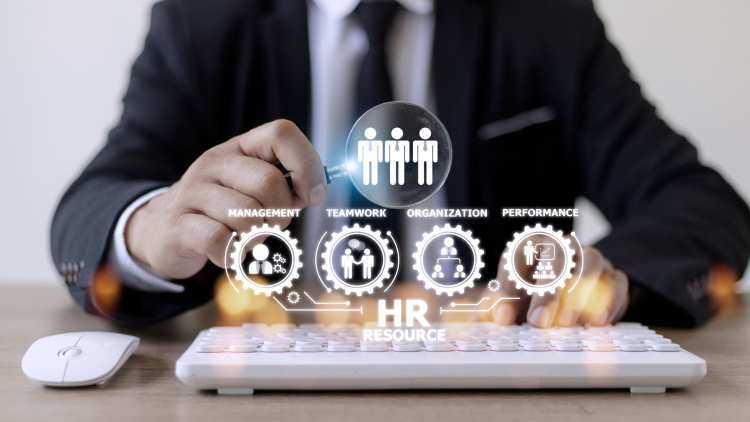 MANAGEMENT TEAMWORK ORGANIZATION PERFORMANCE
HR
RESOURCE